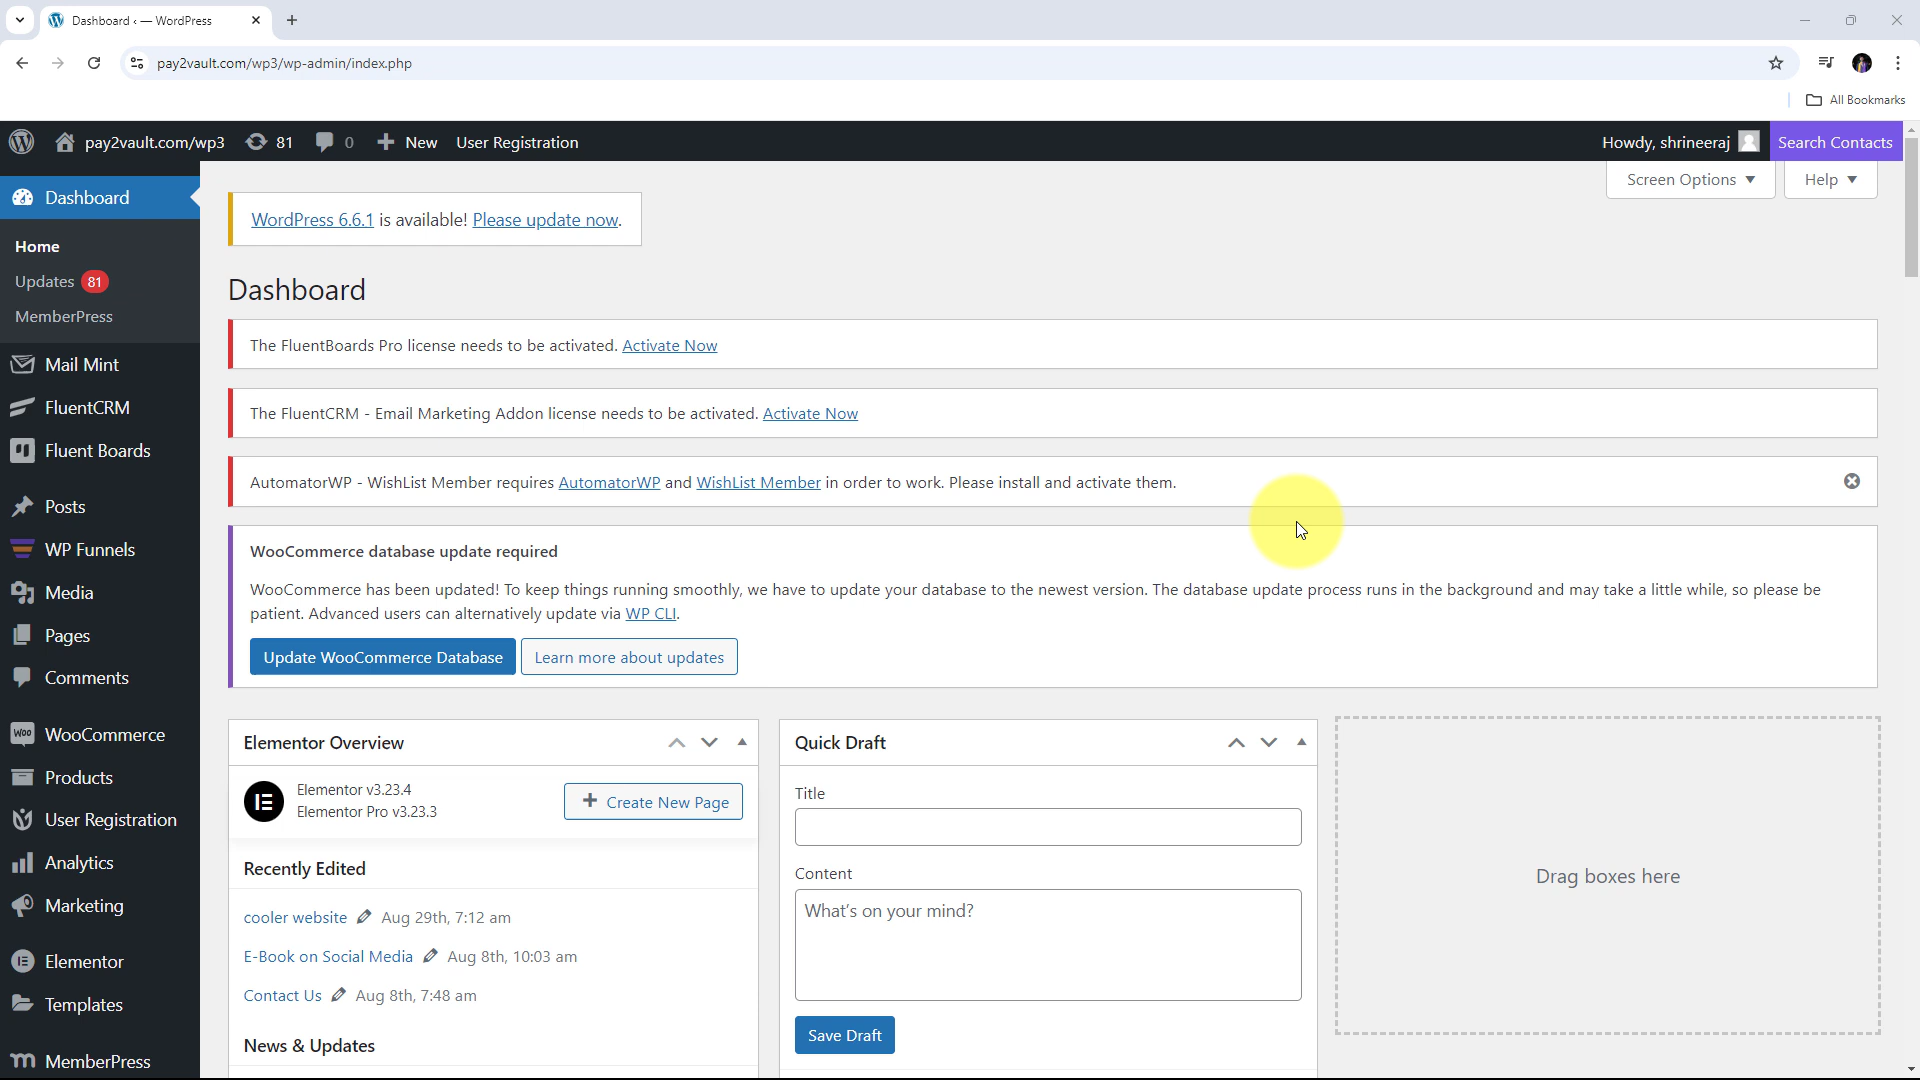 Dashboard ‹ — WordPress
pay2vault.com/wp3/wp-admin/index.php
All Bookmarks
pay2vault.com/wp3
81
0
New
User Registration
Howdy, shrineeraj
Search Contacts
Screen Options
Help
Dashboard
Home
Updates 81
MemberPress
Mail Mint
FluentCRM
Fluent Boards
Posts
WP Funnels
Media
Pages
Comments
WooCommerce
Products
User Registration
Analytics
Marketing
Elementor
Templates
MemberPress
WordPress 6.6.1 is available! Please update now.
Dashboard
The FluentBoards Pro license needs to be activated. Activate Now
The FluentCRM - Email Marketing Addon license needs to be activated. Activate Now
AutomatorWP - WishList Member requires AutomatorWP and WishList Member in order to work. Please install and activate them.
WooCommerce database update required
WooCommerce has been updated! To keep things running smoothly, we have to update your database to the newest version. The database update process runs in the background and may take a little while, so please be
patient. Advanced users can alternatively update via WP CLI.
Update WooCommerce Database
Learn more about updates
Elementor Overview
Elementor v3.23.4
Elementor Pro v3.23.3
Create New Page
Recently Edited
cooler website Aug 29th, 7:12 am
E-Book on Social Media Aug 8th, 10:03 am
Contact Us Aug 8th, 7:48 am
News & Updates
Quick Draft
Title
Content
What's on your mind?
Save Draft
Drag boxes here